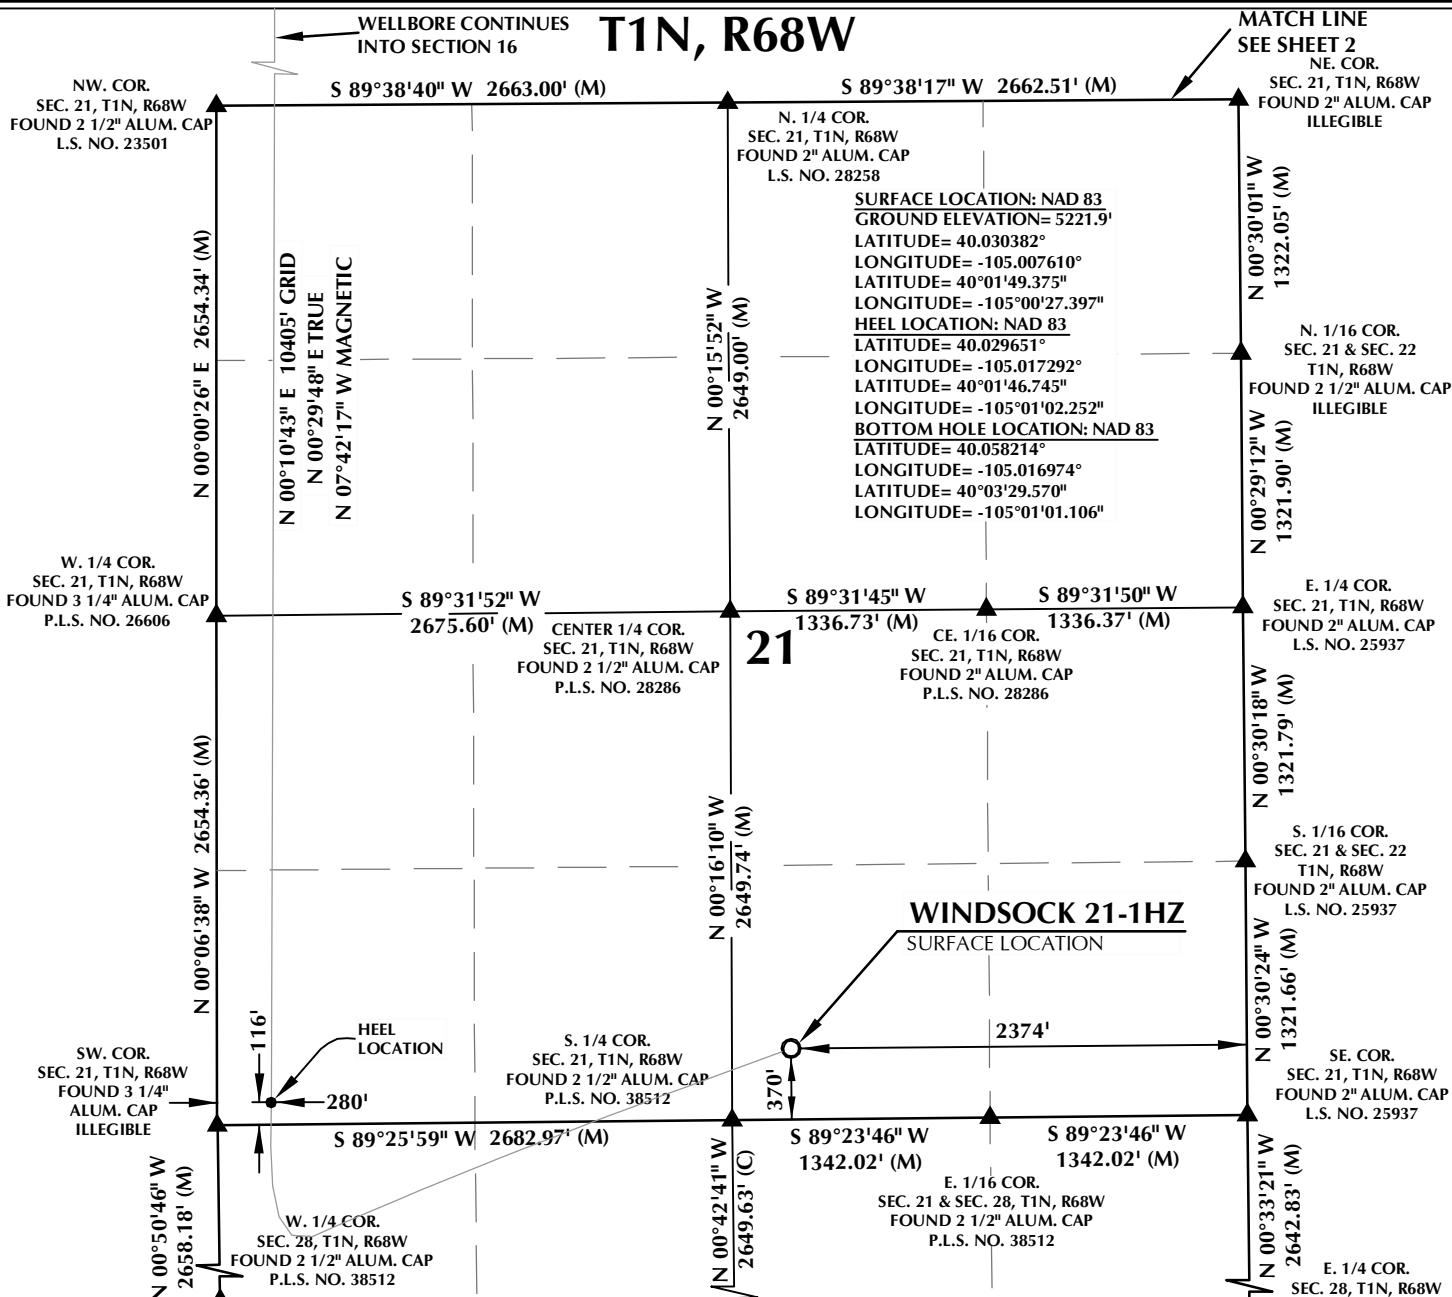 WELLBORE CONTINUES
INTO SECTION 16
T1N, R68W
MATCH LINE
SEE SHEET 2
NW. COR.
SEC. 21, T1N, R68W
FOUND 2 1/2" ALUM. CAP
L.S. NO. 23501
S 89°38'40" W 2663.00' (M)
S 89°38'17" W 2662.51' (M)
NE. COR.
SEC. 21, T1N, R68W
FOUND 2" ALUM. CAP
ILLEGIBLE
N. 1/4 COR.
SEC. 21, T1N, R68W
FOUND 2" ALUM. CAP
L.S. NO. 28258
SURFACE LOCATION: NAD 83
GROUND ELEVATION= 5221.9'
LATITUDE= 40.030382°
LONGITUDE= -105.007610°
LATITUDE= 40°01'49.375"
LONGITUDE= -105°00'27.397"
HEEL LOCATION: NAD 83
LATITUDE= 40.029651°
LONGITUDE= -105.017292°
LATITUDE= 40°01'46.745"
LONGITUDE= -105°01'02.252"
BOTTOM HOLE LOCATION: NAD 83
LATITUDE= 40.058214°
LONGITUDE= -105.016974°
LATITUDE= 40°03'29.570"
LONGITUDE= -105°01'01.106"
N 00°00'26" E 2654.34' (M)
N 00°10'43" E 10405' GRID
N 00°29'48" E TRUE
N 07°42'17" W MAGNETIC
N 00°15'52" W
2649.00' (M)
N 00°30'01" W
1322.05' (M)
N. 1/16 COR.
SEC. 21 & SEC. 22
T1N, R68W
FOUND 2 1/2" ALUM. CAP
ILLEGIBLE
N 00°29'12" W
1321.90' (M)
W. 1/4 COR.
SEC. 21, T1N, R68W
FOUND 3 1/4" ALUM. CAP
P.L.S. NO. 26606
S 89°31'52" W
2675.60' (M)
CENTER 1/4 COR.
SEC. 21, T1N, R68W
FOUND 2 1/2" ALUM. CAP
P.L.S. NO. 28286
21
S 89°31'45" W
1336.73' (M)
CE. 1/16 COR.
SEC. 21, T1N, R68W
FOUND 2" ALUM. CAP
P.L.S. NO. 28286
S 89°31'50" W
1336.37' (M)
E. 1/4 COR.
SEC. 21, T1N, R68W
FOUND 2" ALUM. CAP
L.S. NO. 25937
N 00°06'38" W 2654.36' (M)
N 00°16'10" W
2649.74' (M)
N 00°30'18" W
1321.79' (M)
S. 1/16 COR.
SEC. 21 & SEC. 22
T1N, R68W
FOUND 2" ALUM. CAP
L.S. NO. 25937
WINDSOCK 21-1HZ
SURFACE LOCATION
N 00°30'24" W
1321.66' (M)
116'
HEEL
LOCATION
280'
2374'
370'
SW. COR.
SEC. 21, T1N, R68W
FOUND 3 1/4"
ALUM. CAP
ILLEGIBLE
S. 1/4 COR.
SEC. 21, T1N, R68W
FOUND 2 1/2" ALUM. CAP
P.L.S. NO. 38512
SE. COR.
SEC. 21, T1N, R68W
FOUND 2" ALUM. CAP
L.S. NO. 25937
S 89°25'59" W 2682.97' (M)
S 89°23'46" W
1342.02' (M)
S 89°23'46" W
1342.02' (M)
N 00°50'46" W
2658.18' (M)
W. 1/4 COR.
SEC. 28, T1N, R68W
FOUND 2 1/2" ALUM. CAP
P.L.S. NO. 38512
N 00°42'41" W
2649.63' (C)
E. 1/16 COR.
SEC. 21 & SEC. 28, T1N, R68W
FOUND 2 1/2" ALUM. CAP
P.L.S. NO. 38512
N 00°33'21" W
2642.83' (M)
E. 1/4 COR.
SEC. 28, T1N, R68W